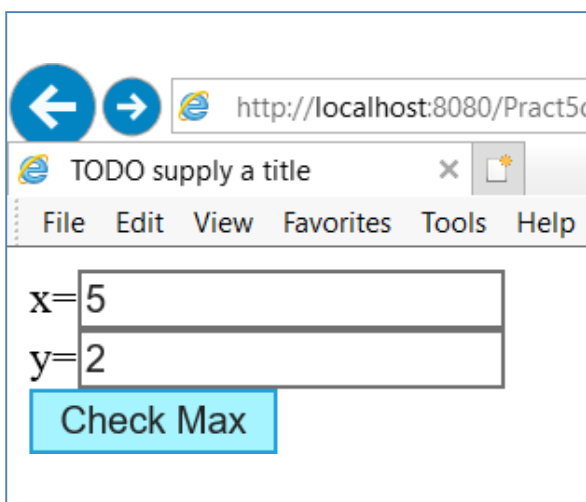 http://localhost:8080/Pract5
TODO supply a title
File Edit View Favorites Tools Help
x=5
y=2
Check Max